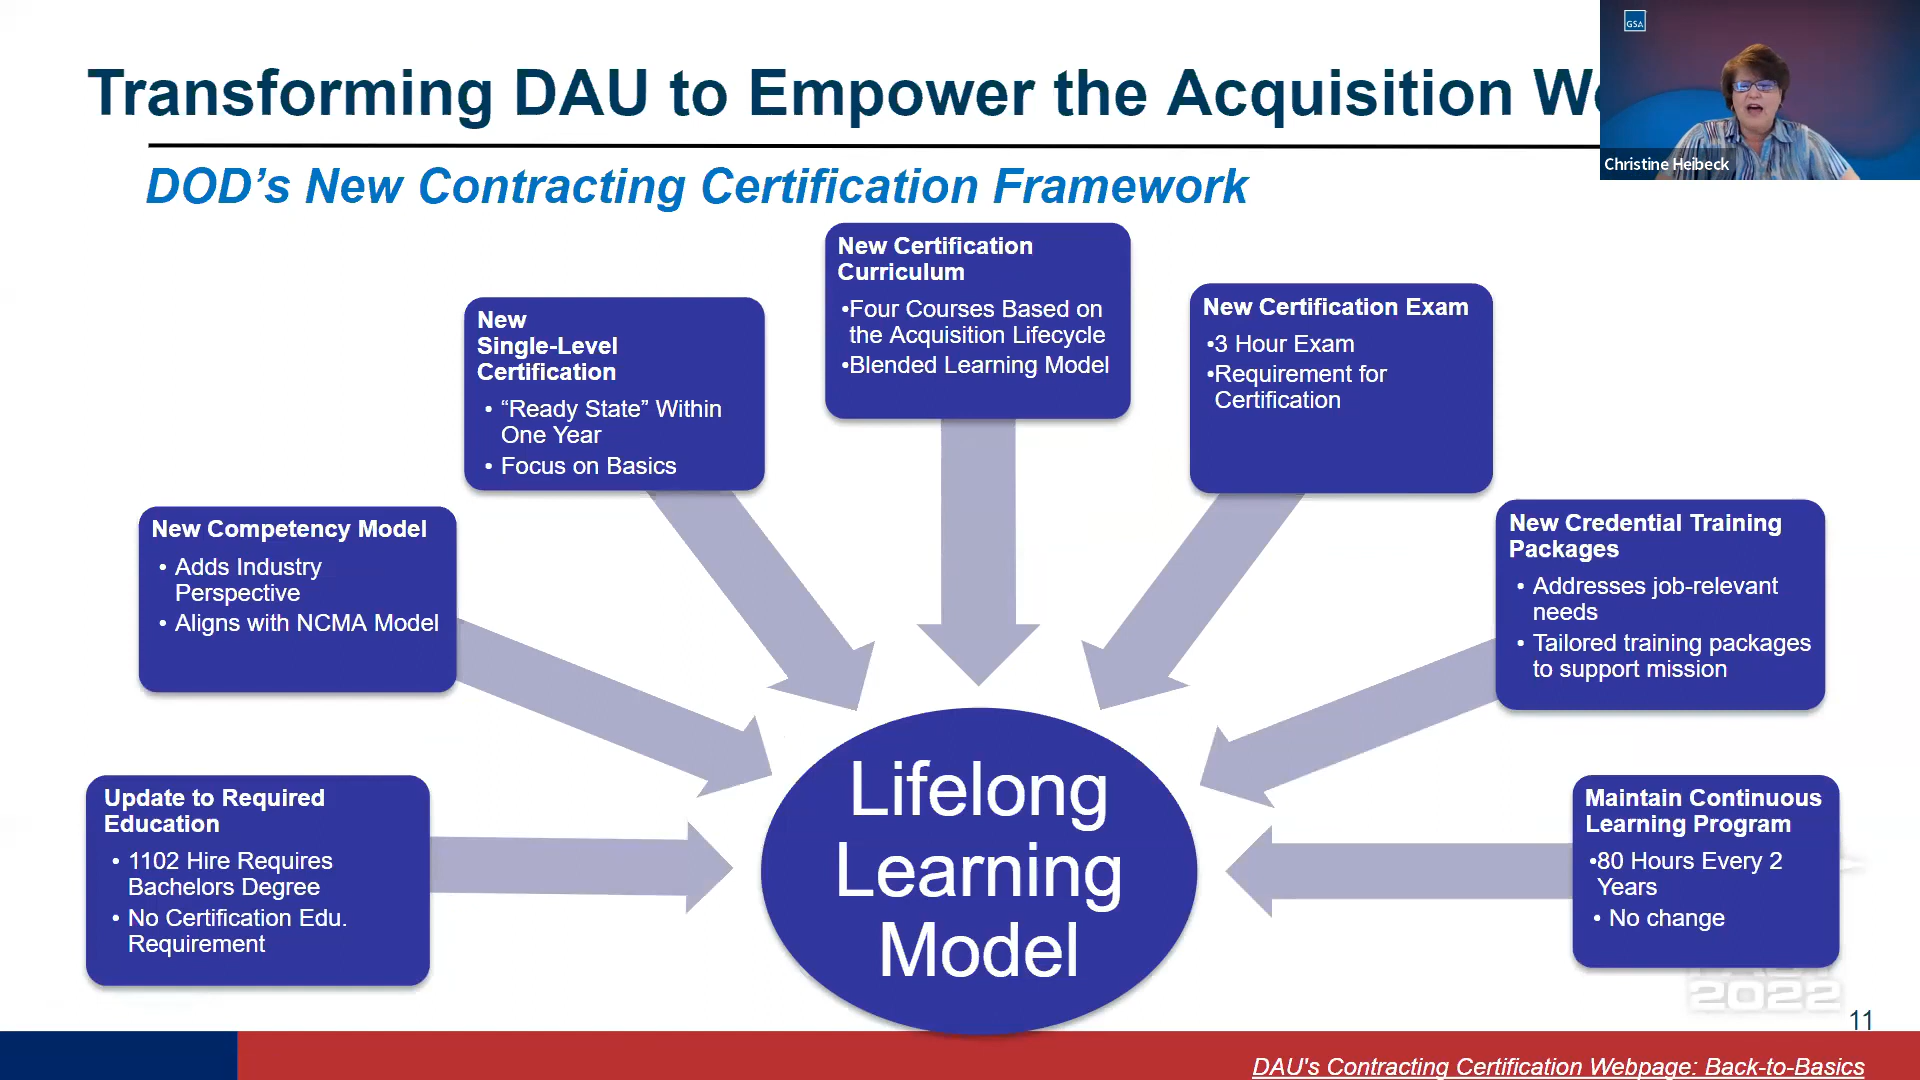 Transforming DAU to Empower the Acquisition
GSA
Christine Heibeck
DOD’s New Contracting Certification Framework
New Certification
Curriculum
•Four Courses Based on
the Acquisition Lifecycle
•Blended Learning Model
New Certification Exam
•3 Hour Exam
•Requirement for
Certification
New
Single-Level
Certification
• “Ready State” Within
One Year
• Focus on Basics
New Competency Model
• Adds Industry
Perspective
• Aligns with NCMA Model
New Credential Training
Packages
• Addresses job-relevant
needs
• Tailored training packages
to support mission
Update to Required
Education
• 1102 Hire Requires
Bachelors Degree
• No Certification Edu.
Requirement
Lifelong
Learning
Model
Maintain Continuous
Learning Program
•80 Hours Every 2
Years
• No change
2022
11
DAU's Contracting Certification Webpage: Back-to-Basics